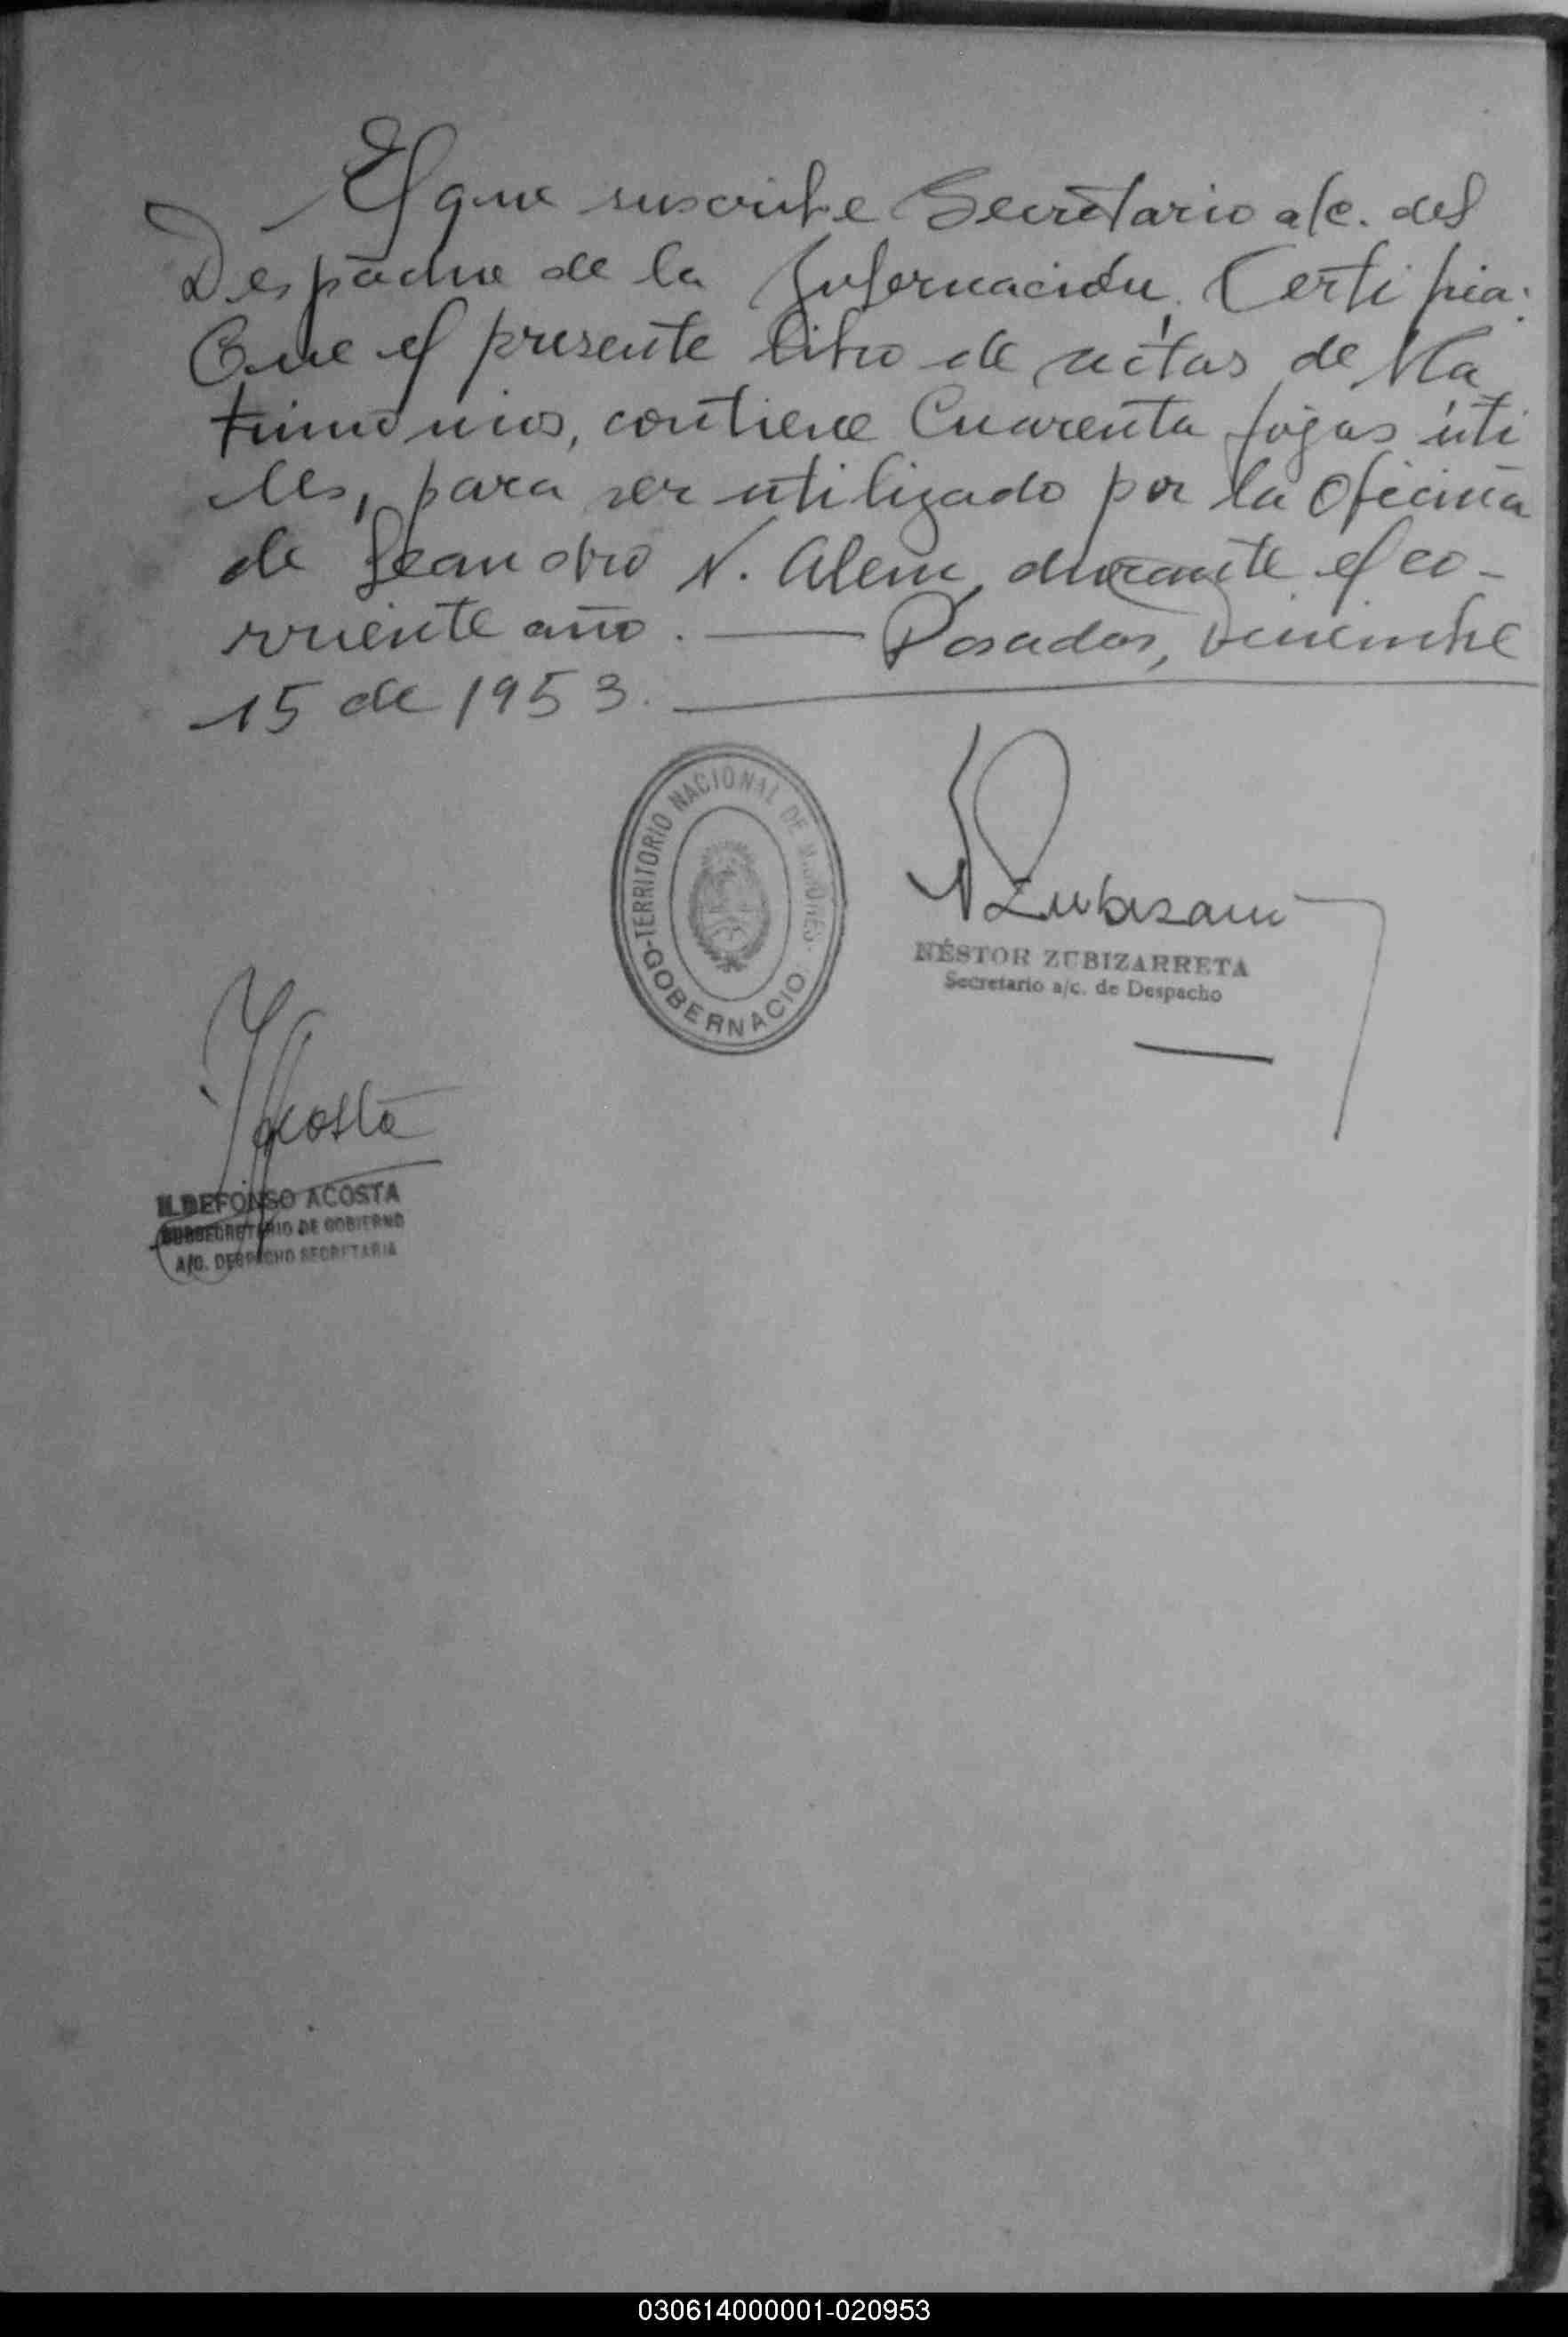 El que suscribe Secretario a/c. del
Despacho de la Gobernación, Certifica:
Que el presente libro de actas de Ma
trimonios, contiene Cuarenta fojas úti
les, para ser utilizado por la Oficina
de Leandro N. Alem, durante el co-
rriente año. — Posadas, Diciembre
15 de 1953.
TERRITORIO NACIONAL DE MISIONES
GOBERNACIO
N Zubizarr
NÉSTOR ZUBIZARRETA
Secretario a/c. de Despacho
IAcosta
ILDEFONSO ACOSTA
SUBSECRETARIO DE GOBIERNO
A/C. DESPACHO SECRETARIA
030614000001-020953